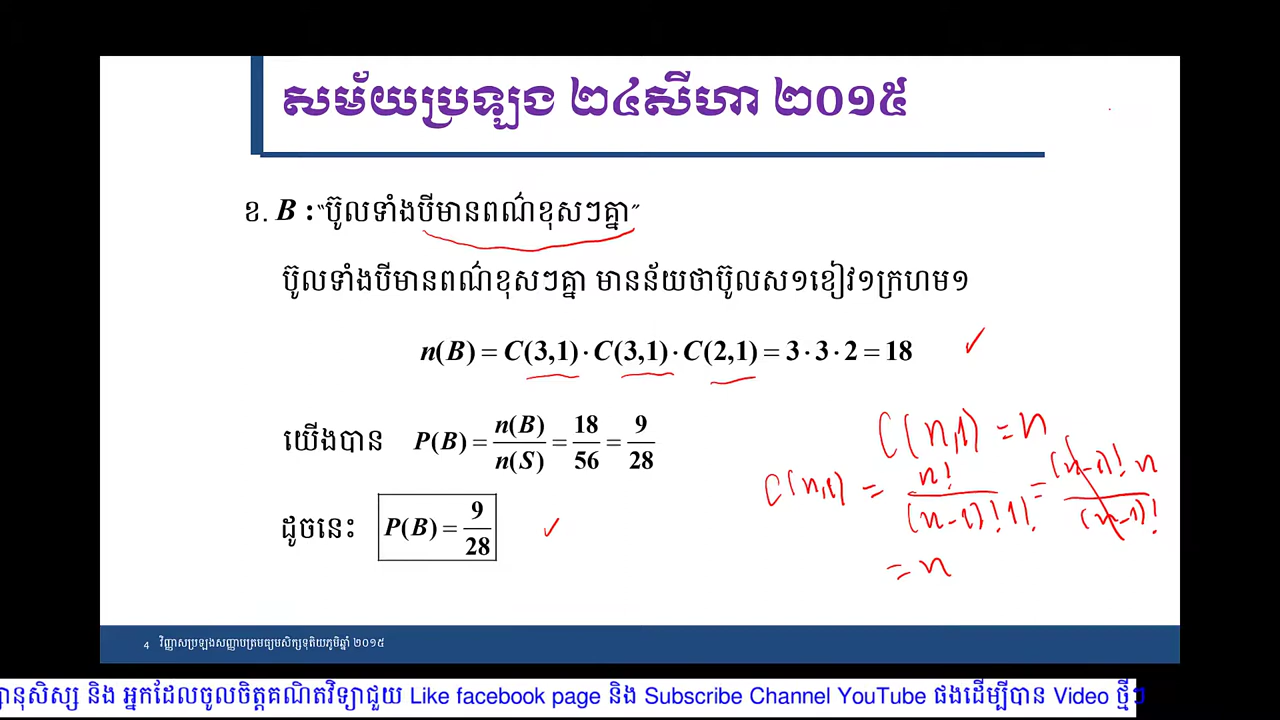 សម័យប្រឡង ២៤សីហា ២០១៥
ខ. B : “ប៊ូលទាំងបីមានពណ៌ខុសៗគ្នា”
ប៊ូលទាំងបីមានពណ៌ខុសៗគ្នា មានន័យថាប៊ូលស១ខៀវ១ក្រហម១
n(B) = C(3,1) · C(3,1) · C(2,1) = 3 · 3 · 2 = 18
យើងបាន P(B) = n(B)/n(S) = 18/56 = 9/28
ដូចនេះ P(B) = 9/28
C(n,1) = n
C(n,1) = n!/(n-1)!1! = (n-1)! n/(n-1)!
= n
4 វិញ្ញាសប្រឡងសញ្ញាបត្រមធ្យមសិក្សទុតិយភូមិឆ្នាំ ២០១៥
នុសិស្ស និង អ្នកដែលចូលចិត្តគណិតវិទ្យាជួយ Like facebook page និង Subscribe Channel YouTube ផងដើម្បីបាន Video ថ្មីៗ